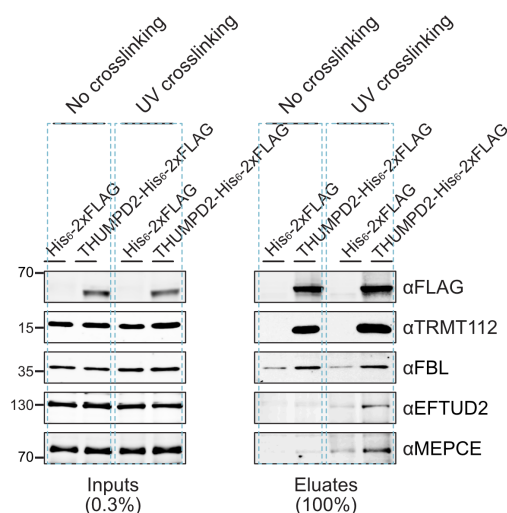 No crosslinking
UV crosslinking
No crosslinking
UV crosslinking
His₆-2xFLAG
THUMPD2-His₆-2xFLAG
His₆-2xFLAG
THUMPD2-His₆-2xFLAG
His₆-2xFLAG
THUMPD2-His₆-2xFLAG
His₆-2xFLAG
THUMPD2-His₆-2xFLAG
70
αFLAG
15
αTRMT112
35
αFBL
130
αEFTUD2
αMEPCE
70
Inputs
(0.3%)
Eluates
(100%)